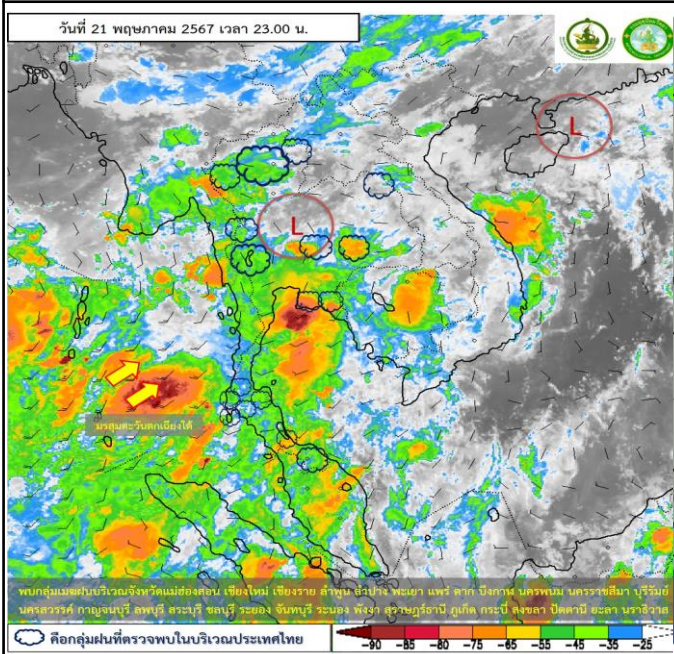 วันที่ 21 พฤษภาคม 2567 เวลา 23.00 น.
L
L
มรสุมตะวันตกเฉียงใต้
พบกลุ่มเมฆฝนบริเวณจังหวัดแม่ฮ่องสอน เชียงใหม่ เชียงราย ลำพูน ลำปาง พะเยา แพร่ ตาก บึงกาฬ นครพนม นครราชสีมา บุรีรัมย์
นครสวรรค์ กาญจนบุรี ลพบุรี สระบุรี ชลบุรี ระยอง จันทบุรี ระนอง พังงา สุราษฎร์ธานี ภูเก็ต กระบี่ สงขลา ปัตตานี ยะลา นราธิวาส
คือกลุ่มฝนที่ตรวจพบในบริเวณประเทศไทย
-90 -85 -80 -75 -65 -55 -45 -35 -25